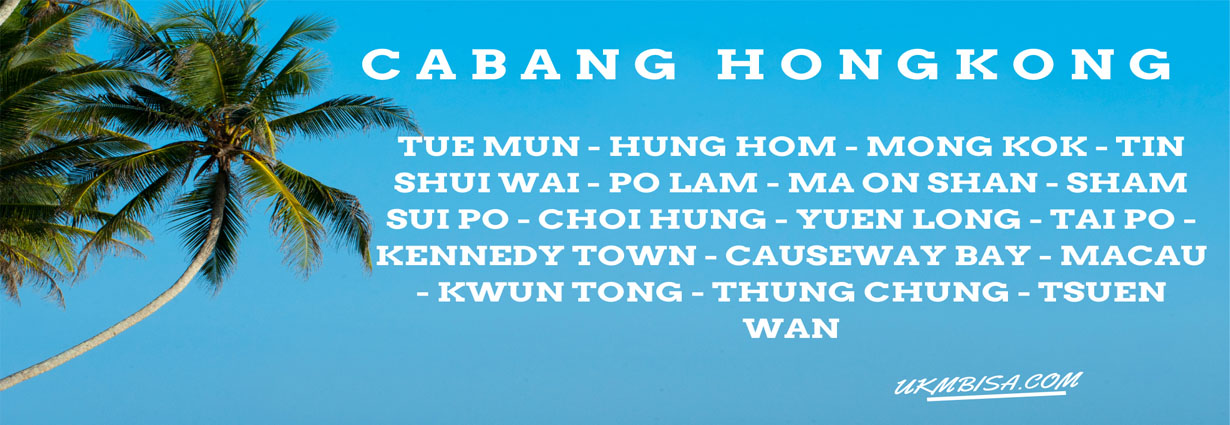 CABANG HONGKONG
TUE MUN - HUNG HOM - MONG KOK - TIN
SHUI WAI - PO LAM - MA ON SHAN - SHAM
SUI PO - CHOI HUNG - YUEN LONG - TAI PO -
KENNEDY TOWN - CAUSEWAY BAY - MACAU
- KWUN TONG - THUNG CHUNG - TSUEN
WAN
UKMBISA.COM